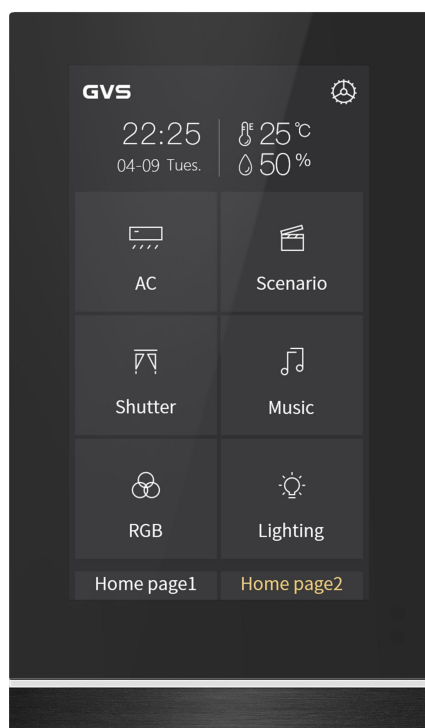 GVS
22:25
04-09 Tues.
E 25 °C
50 %
AC
Scenario
Shutter
Music
RGB
Lighting
Home page1
Home page2